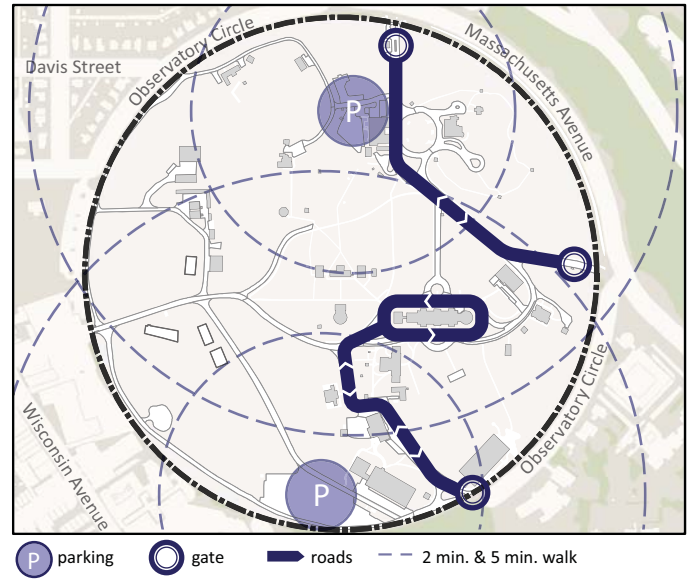 Observatory Circle
Massachusetts Avenue
Davis Street
P
Observatory Circle
Wisconsin Avenue
P
P parking
gate
roads
2 min. & 5 min. walk